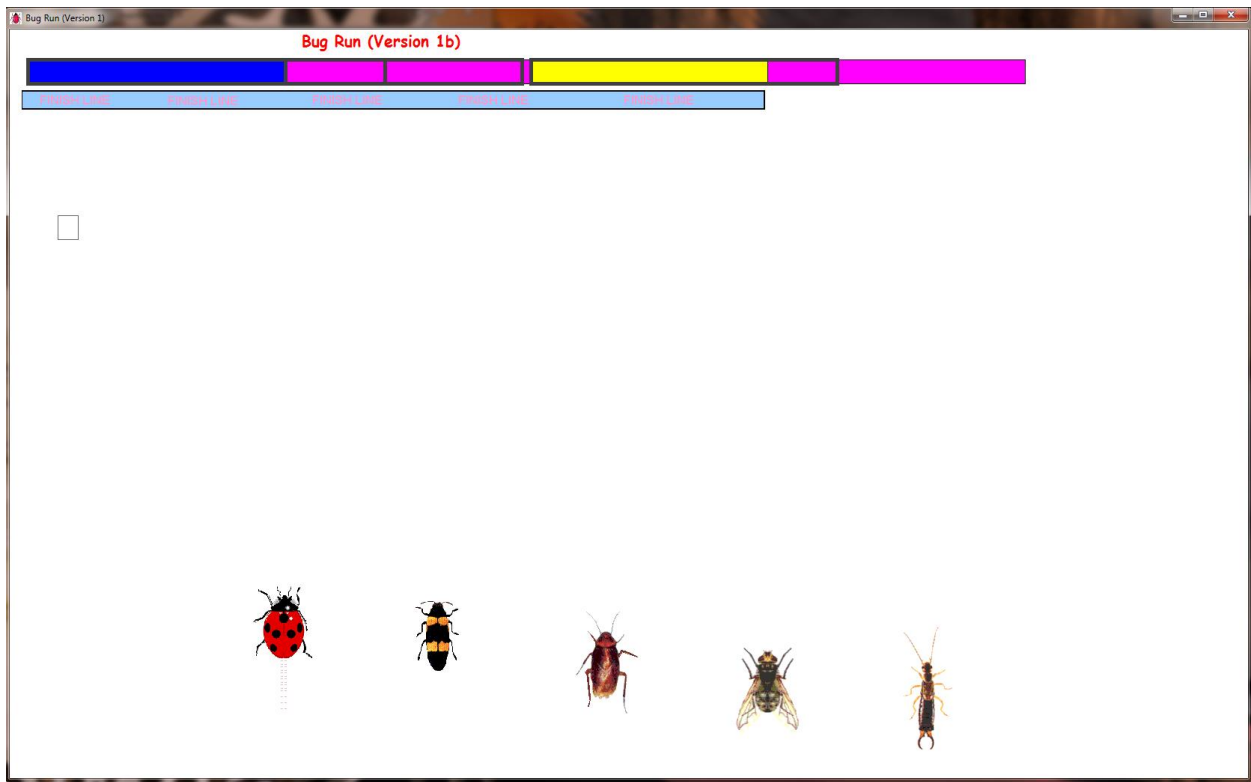 Bug Run (Version 1)
Bug Run (Version 1b)
FINISH LINE FINISH LINE FINISH LINE FINISH LINE FINISH LINE